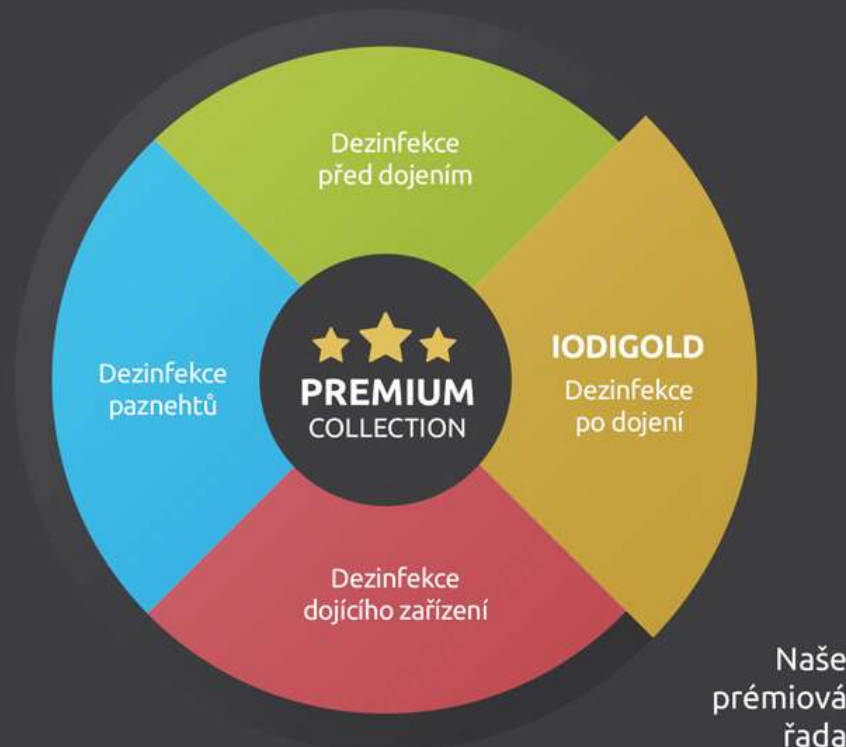 Dezinfekce
před dojením
IODIGOLD
Dezinfekce
po dojení
Dezinfekce
paznehtů
PREMIUM
COLLECTION
Dezinfekce
dojícího zařízení
Naše
prémiová
řada